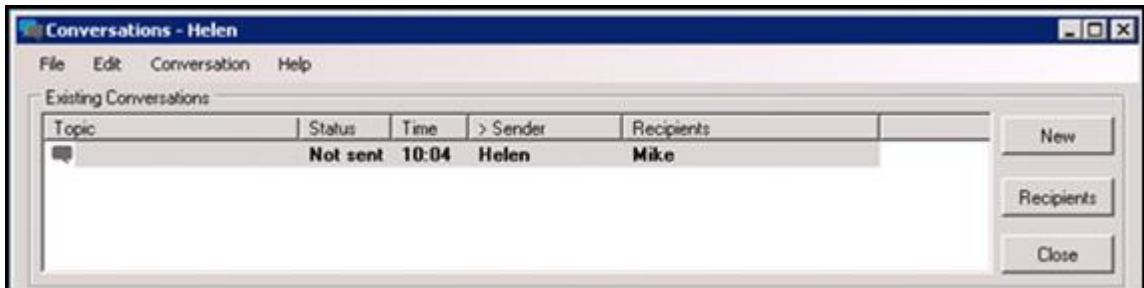 Conversations - Helen
File Edit Conversation Help
Existing Conversations
Topic Status Time > Sender Recipients
Not sent 10:04 Helen Mike
New
Recipients
Close